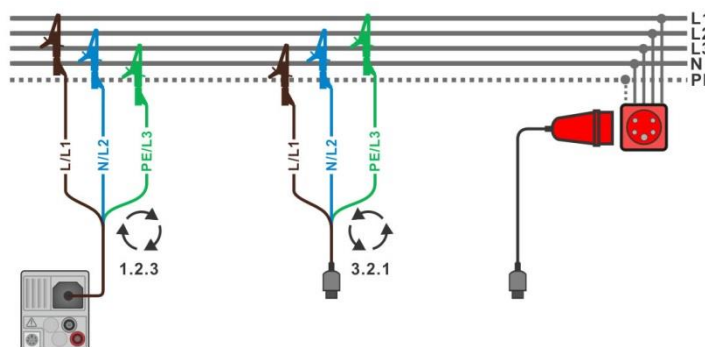 L1
L2
L3
N
PE
L/L1
N/L2
PE/L3
L/L1
N/L2
PE/L3
1.2.3
3.2.1